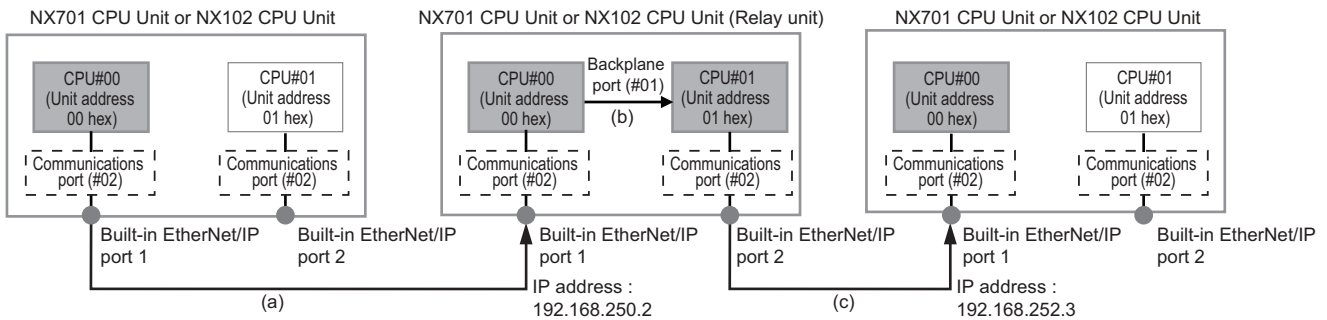 NX701 CPU Unit or NX102 CPU Unit
CPU#00
(Unit address
00 hex)
CPU#01
(Unit address
01 hex)
Communications
port (#02)
Communications
port (#02)
Built-in EtherNet/IP
port 1
Built-in EtherNet/IP
port 2
(a)
NX701 CPU Unit or NX102 CPU Unit (Relay unit)
CPU#00
(Unit address
00 hex)
Backplane
port (#01)
(b)
CPU#01
(Unit address
01 hex)
Communications
port (#02)
Communications
port (#02)
Built-in EtherNet/IP
port 1
IP address :
192.168.250.2
Built-in EtherNet/IP
port 2
(c)
NX701 CPU Unit or NX102 CPU Unit
CPU#00
(Unit address
00 hex)
CPU#01
(Unit address
01 hex)
Communications
port (#02)
Communications
port (#02)
Built-in EtherNet/IP
port 1
IP address :
192.168.252.3
Built-in EtherNet/IP
port 2